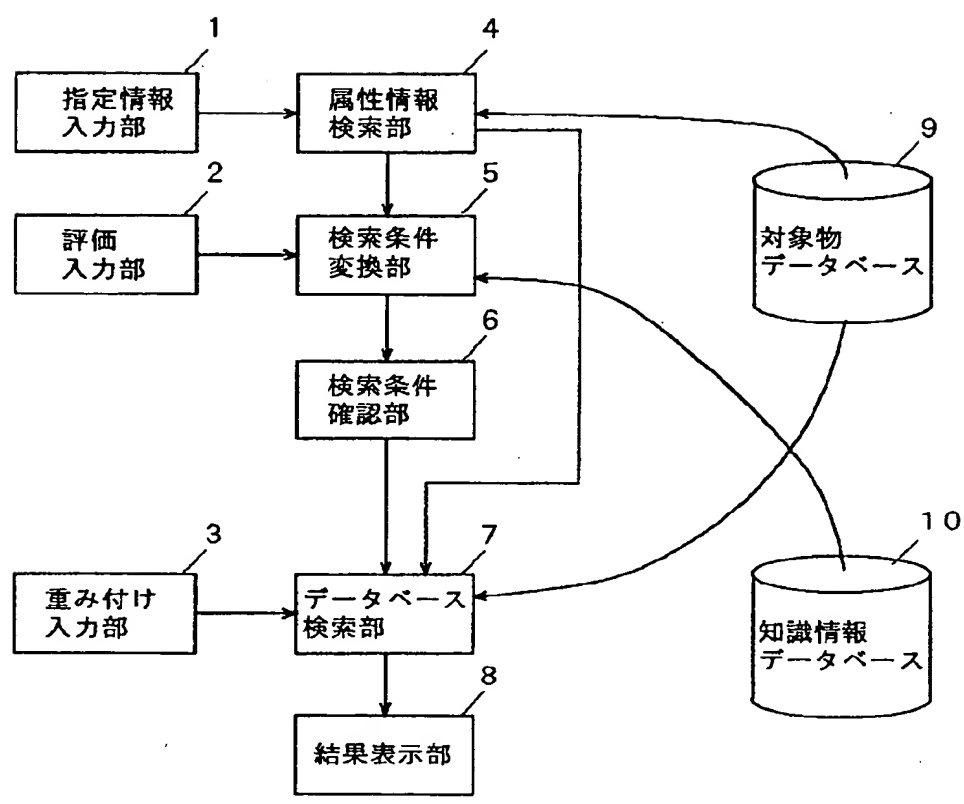 1
指定情報
入力部
4
属性情報
検索部
9
対象物
データベース
2
評価
入力部
5
検索条件
変換部
6
検索条件
確認部
3
重み付け
入力部
7
データベース
検索部
10
知識情報
データベース
8
結果表示部